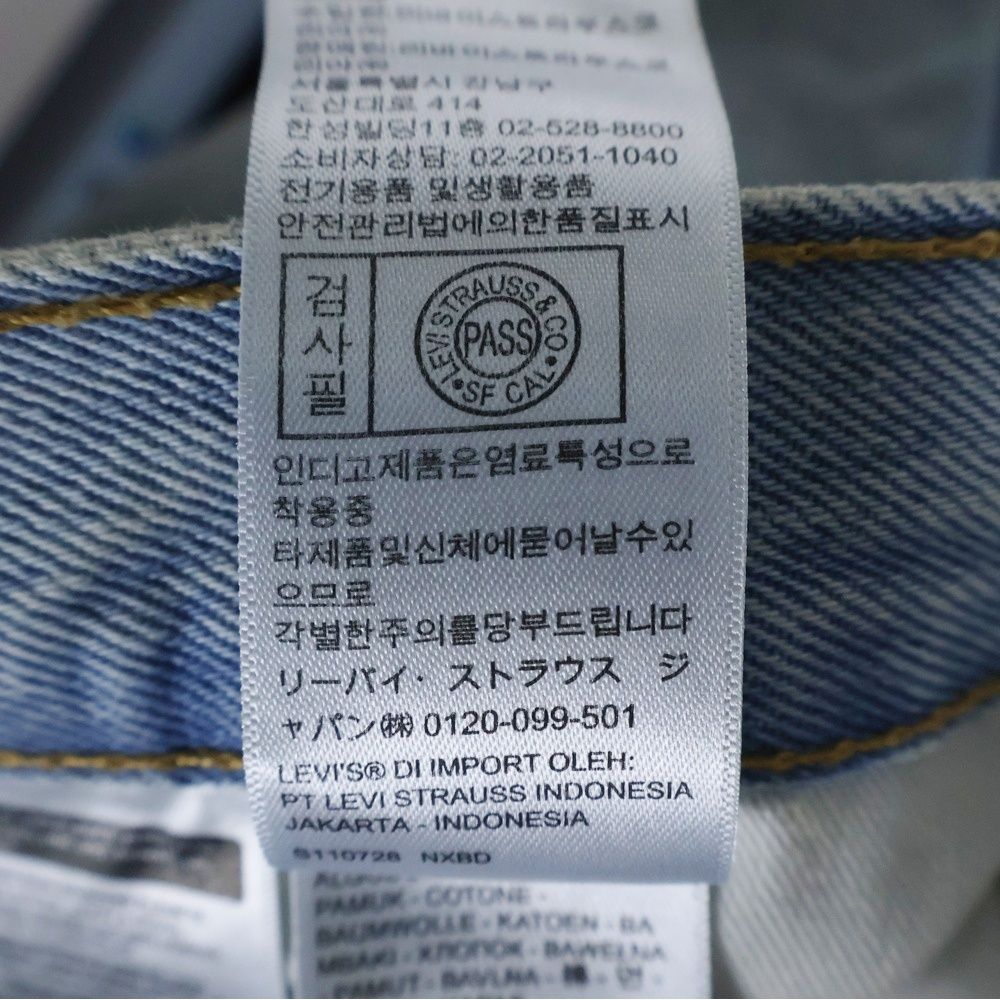 서울특별시 강남구
도산대로 414
한성빌딩11층 02-528-8800
소비자상담: 02-2051-1040
전기용품 및생활용품
안전관리법에의한품질표시
검사필
LEVI STRAUSS & CO
PASS
SF CAL
인디고제품은염료특성으로
착용중
타제품및신체에묻어날수있
으므로
각별한주의를당부드립니다
リーバイ・ストラウス ジ
ャパン㈱ 0120-099-501
LEVI'S® DI IMPORT OLEH:
PT LEVI STRAUSS INDONESIA
JAKARTA - INDONESIA
S110728 NXBD
PAMUK - COTONE -
BAUMWOLLE - KATOEN - BA
MBAKI - ХЛОПОК - BAWEŁNA
PAMUT - BAVLNA - 棉 - 면 -